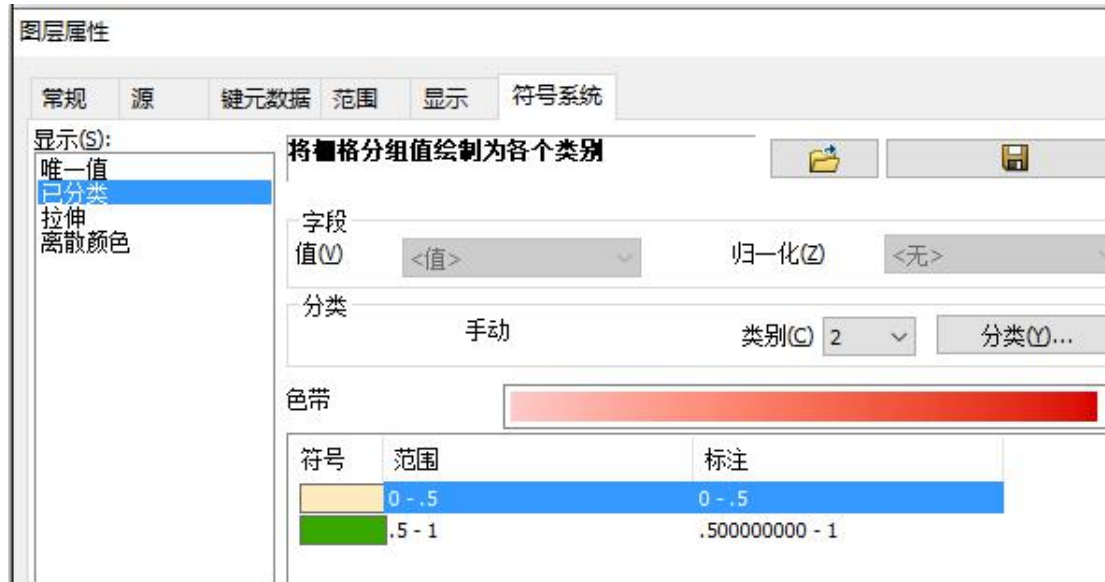 图层属性
常规 源 键元数据 范围 显示 符号系统
显示(S):
唯一值
已分类
拉伸
离散颜色
将栅格分组值绘制为各个类别
字段
值(V) <值> 归一化(Z) <无>
分类
手动 类别(C) 2 分类(Y)...
色带
符号 范围 标注
0 - .5 0 - .5
.5 - 1 .500000000 - 1